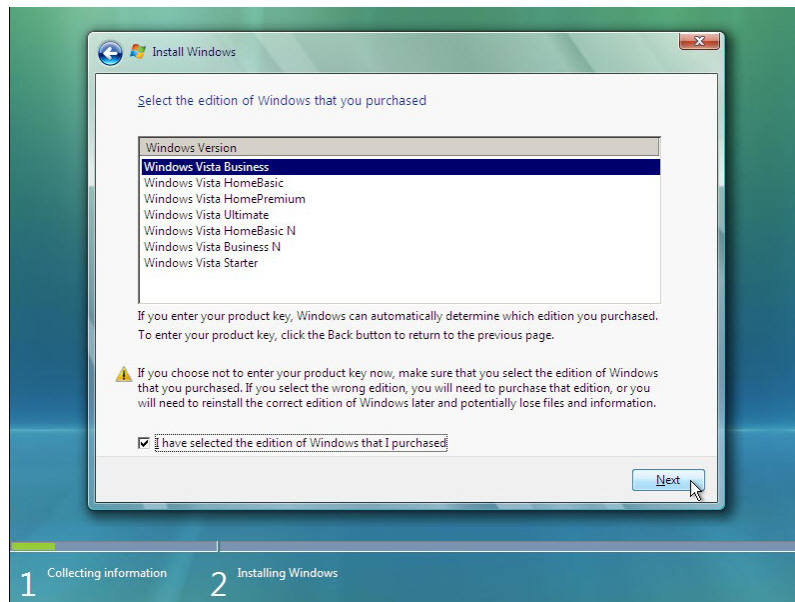 Install Windows
Select the edition of Windows that you purchased
Windows Version
Windows Vista Business
Windows Vista HomeBasic
Windows Vista HomePremium
Windows Vista Ultimate
Windows Vista HomeBasic N
Windows Vista Business N
Windows Vista Starter
If you enter your product key, Windows can automatically determine which edition you purchased.
To enter your product key, click the Back button to return to the previous page.
If you choose not to enter your product key now, make sure that you select the edition of Windows
that you purchased. If you select the wrong edition, you will need to purchase that edition, or you
will need to reinstall the correct edition of Windows later and potentially lose files and information.
I have selected the edition of Windows that I purchased
Next
1 Collecting information 2 Installing Windows